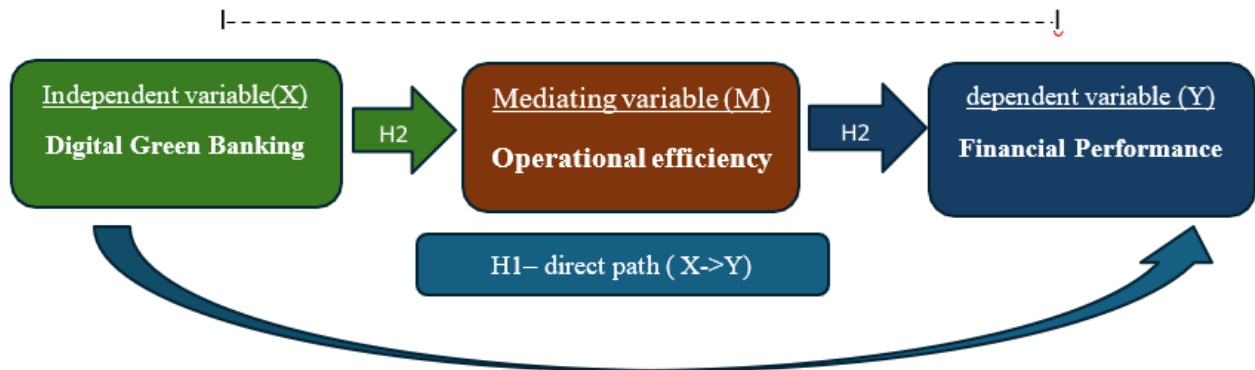 Independent variable(X)
Digital Green Banking
H2
Mediating variable (M)
Operational efficiency
H2
dependent variable (Y)
Financial Performance
H1– direct path ( X->Y)